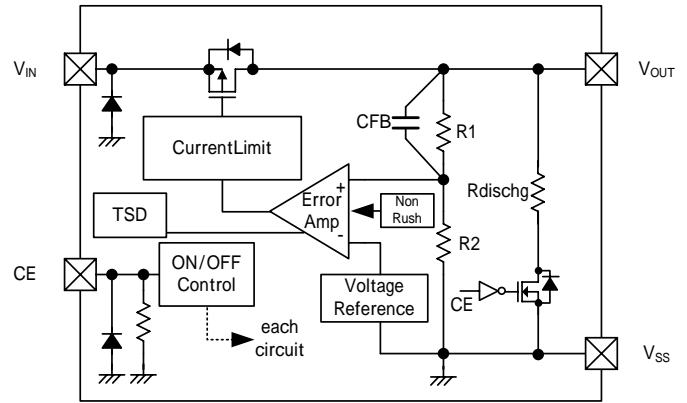 VIN
VOUT
CFB
R1
CurrentLimit
Rdischg
TSD
Error
Amp
+
-
Non
Rush
R2
CE
ON/OFF
Control
Voltage
Reference
CE
each
circuit
VSS